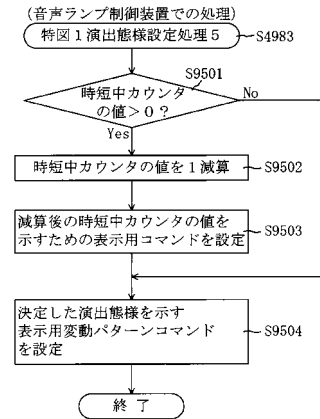 (音声ランプ制御装置での処理)
特図1演出態様設定処理5
S4983
S9501
時短中カウンタ
の値>0?
No
Yes
時短中カウンタの値を1減算
S9502
減算後の時短中カウンタの値を
示すための表示用コマンドを設定
S9503
決定した演出態様を示す
表示用変動パターンコマンド
を設定
S9504
終了